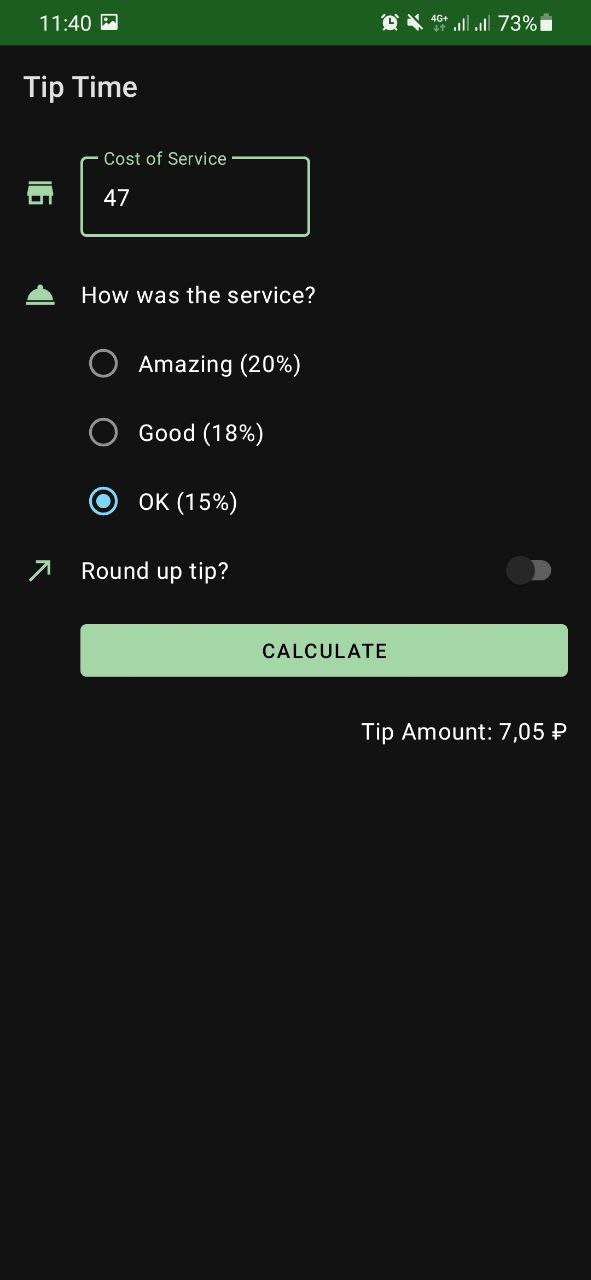 11:40 4G+ 73%
Tip Time
Cost of Service
47
How was the service?
Amazing (20%)
Good (18%)
OK (15%)
Round up tip?
CALCULATE
Tip Amount: 7,05 ₽